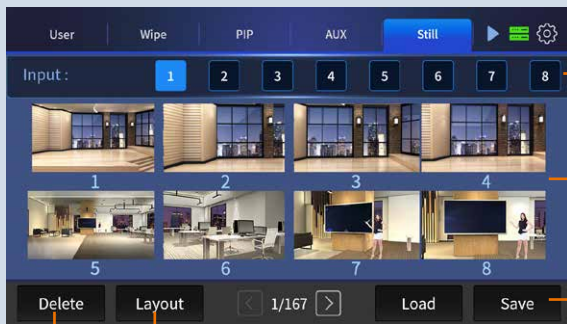 User Wipe PIP AUX Still
Input : 1 2 3 4 5 6 7 8
1 2 3 4
5 6 7 8
Delete Layout < 1/167 > Load Save